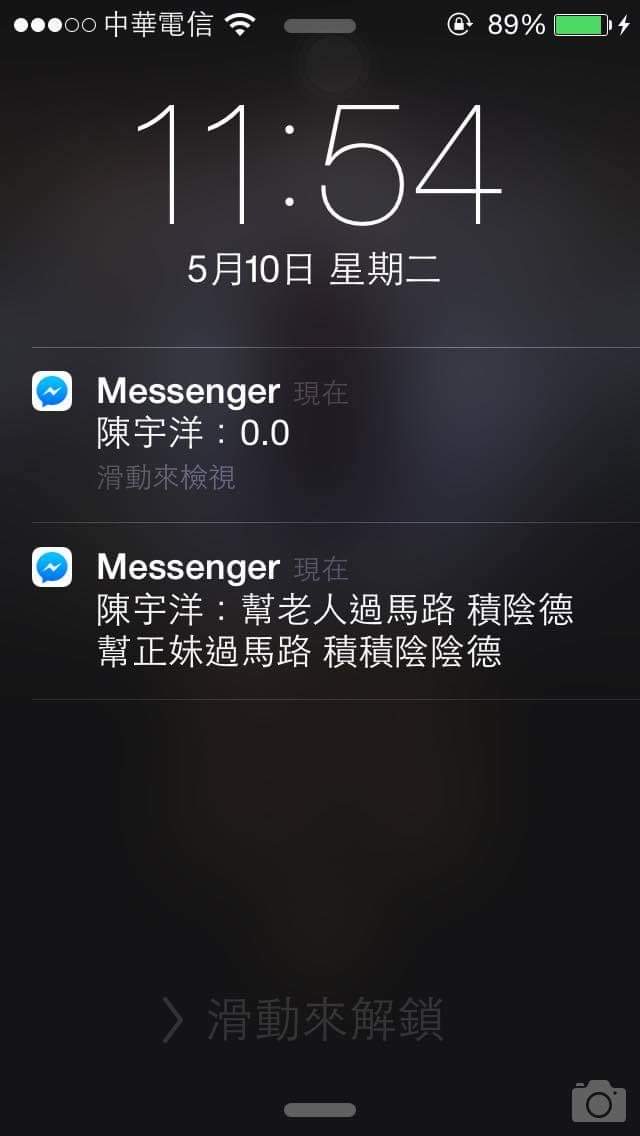 中華電信 89%
11:54
5月10日 星期二
Messenger 現在
陳宇洋：0.0
滑動來檢視
Messenger 現在
陳宇洋：幫老人過馬路 積陰德
幫正妹過馬路 積積陰陰德
滑動來解鎖